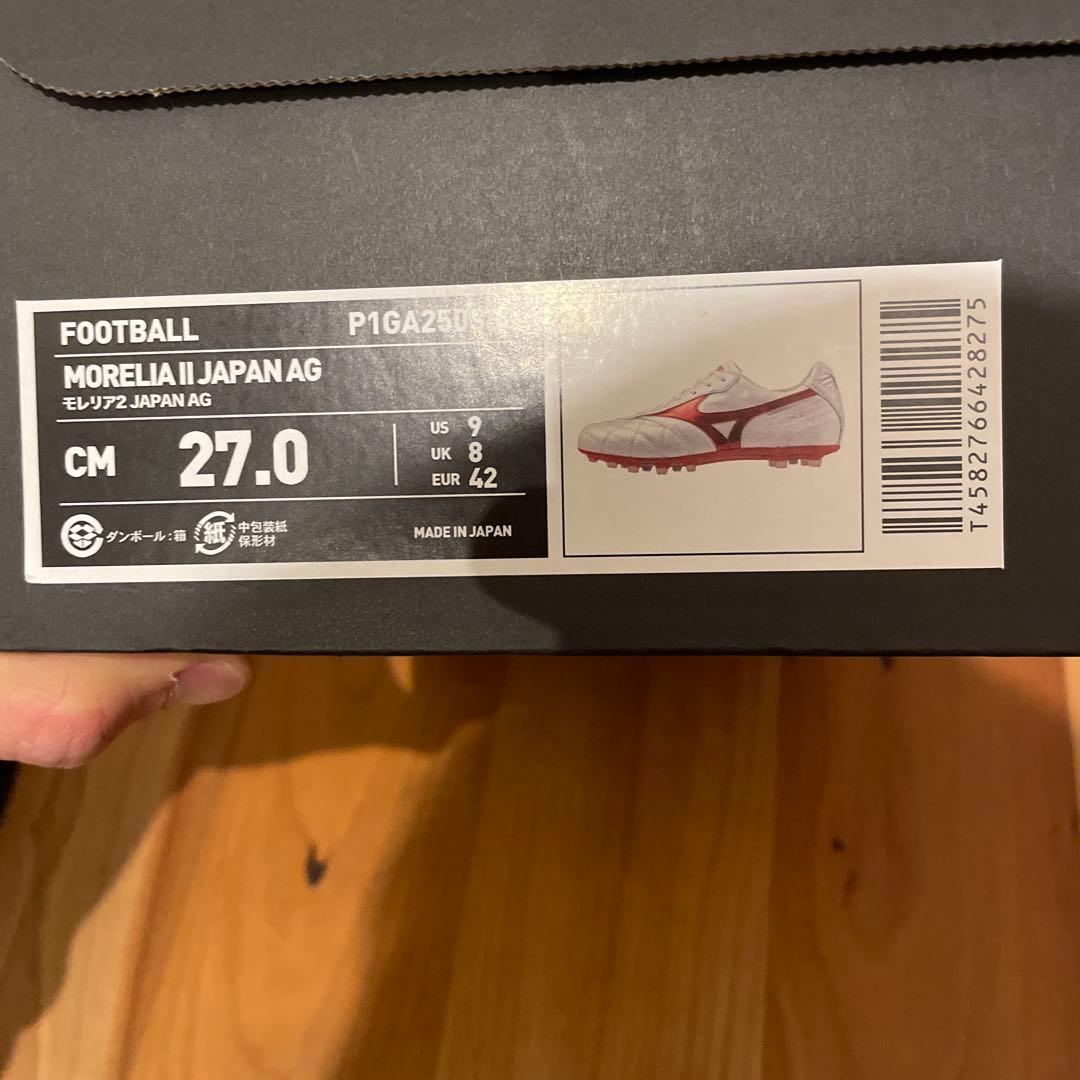 FOOTBALL
MORELIA II JAPAN AG
モレリア2 JAPAN AG
CM 27.0
US 9
UK 8
EUR 42
ダンボール:箱
紙 中包装紙
保形材
MADE IN JAPAN
T4582766428275